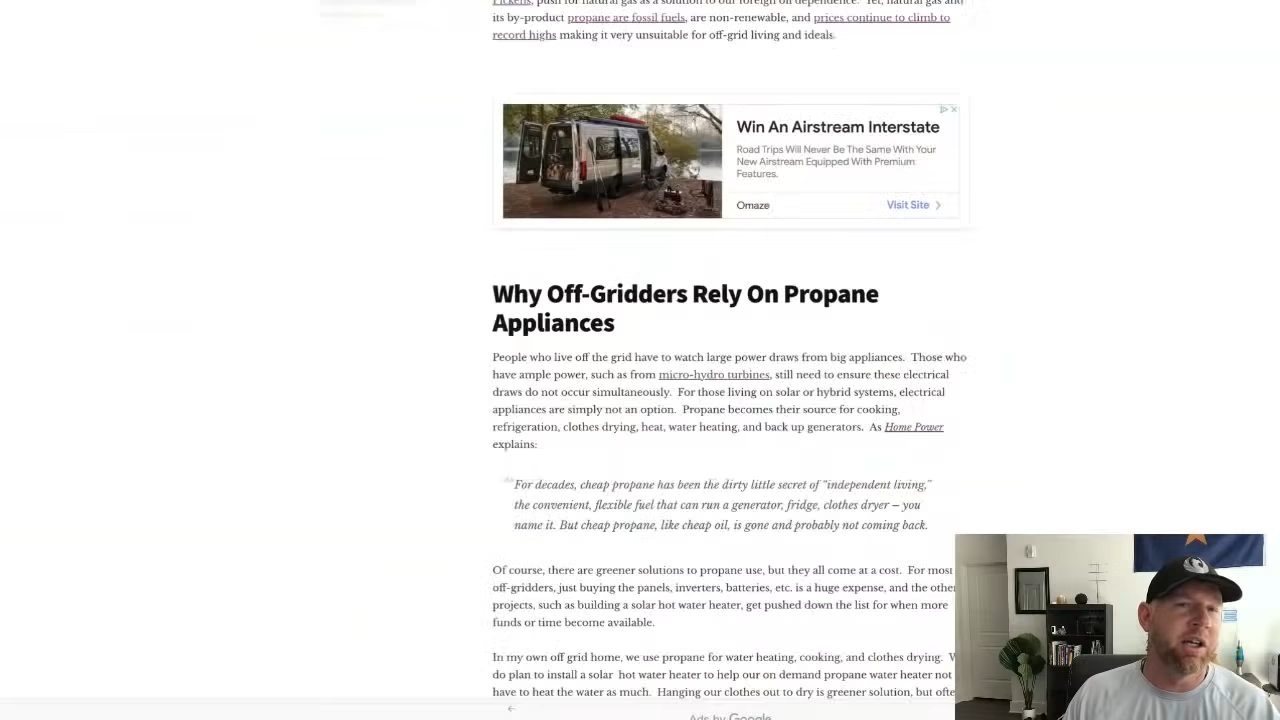 Pickens, push for natural gas as a solution to our foreign oil dependence. Yet, natural gas and
its by-product propane are fossil fuels, are non-renewable, and prices continue to climb to
record highs making it very unsuitable for off-grid living and ideals.
Win An Airstream Interstate
Road Trips Will Never Be The Same With Your
New Airstream Equipped With Premium
Features.
Omaze
Visit Site
Why Off-Gridders Rely On Propane
Appliances
People who live off the grid have to watch large power draws from big appliances. Those who
have ample power, such as from micro-hydro turbines, still need to ensure these electrical
draws do not occur simultaneously. For those living on solar or hybrid systems, electrical
appliances are simply not an option. Propane becomes their source for cooking,
refrigeration, clothes drying, heat, water heating, and back up generators. As Home Power
explains:
“For decades, cheap propane has been the dirty little secret of “independent living,”
the convenient, flexible fuel that can run a generator, fridge, clothes dryer – you
name it. But cheap propane, like cheap oil, is gone and probably not coming back.
Of course, there are greener solutions to propane use, but they all come at a cost. For most
off-gridders, just buying the panels, inverters, batteries, etc. is a huge expense, and the other
projects, such as building a solar hot water heater, get pushed down the list for when more
funds or time become available.
In my own off grid home, we use propane for water heating, cooking, and clothes drying.
do plan to install a solar hot water heater to help our on demand propane water heater not
have to heat the water as much. Hanging our clothes out to dry is greener solution, but ofte
Ads by Google